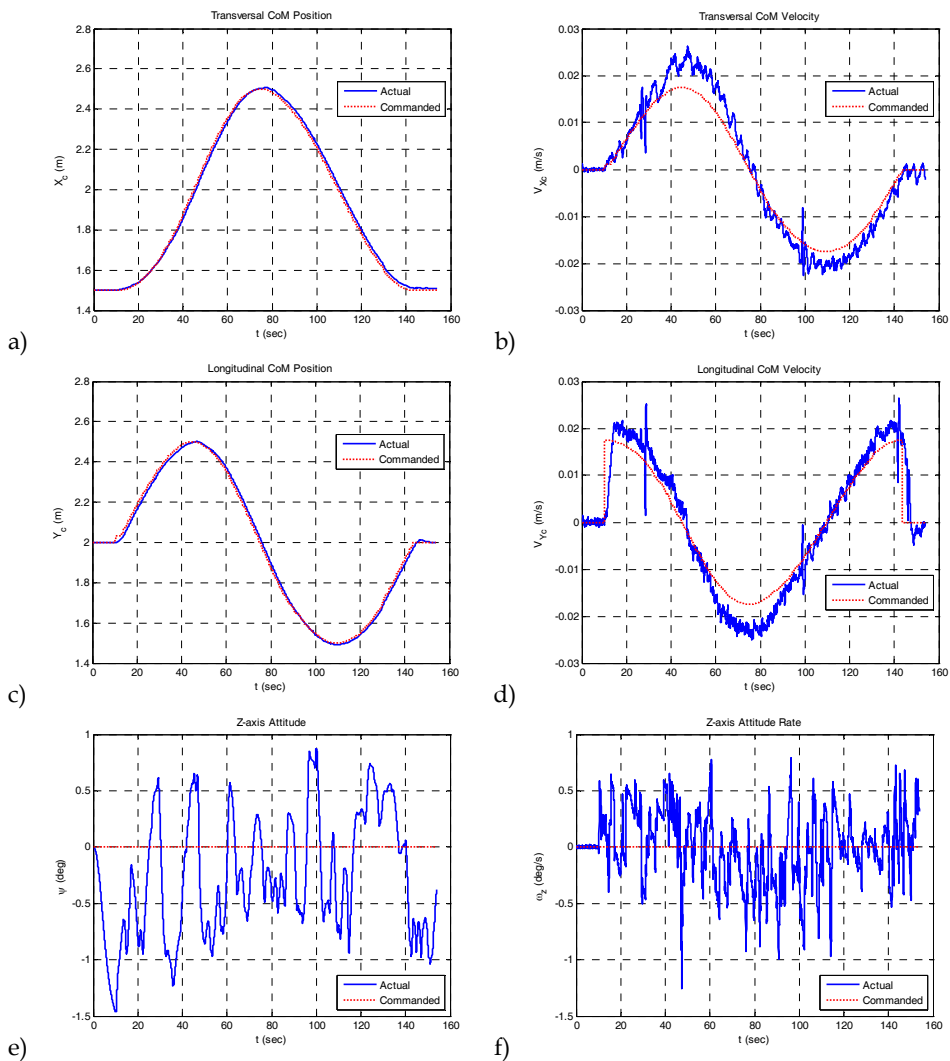 Transversal CoM Position
2.8
2.6
2.4
2.2
2
1.8
1.6
1.4
X_c (m)
0 20 40 60 80 100 120 140 160
t (sec)
Actual
Commanded
a)
Transversal CoM Velocity
0.03
0.02
0.01
0
-0.01
-0.02
-0.03
V_Xc (m/s)
0 20 40 60 80 100 120 140 160
t (sec)
Actual
Commanded
b)
Longitudinal CoM Position
2.8
2.6
2.4
2.2
2
1.8
1.6
1.4
Y_c (m)
0 20 40 60 80 100 120 140 160
t (sec)
Actual
Commanded
c)
Longitudinal CoM Velocity
0.03
0.02
0.01
0
-0.01
-0.02
-0.03
V_Yc (m/s)
0 20 40 60 80 100 120 140 160
t (sec)
Actual
Commanded
d)
Z-axis Attitude
1
0.5
0
-0.5
-1
-1.5
ψ (deg)
0 20 40 60 80 100 120 140 160
t (sec)
Actual
Commanded
e)
Z-axis Attitude Rate
1
0.5
0
-0.5
-1
-1.5
ω_z (deg/s)
0 20 40 60 80 100 120 140 160
t (sec)
Actual
Commanded
f)